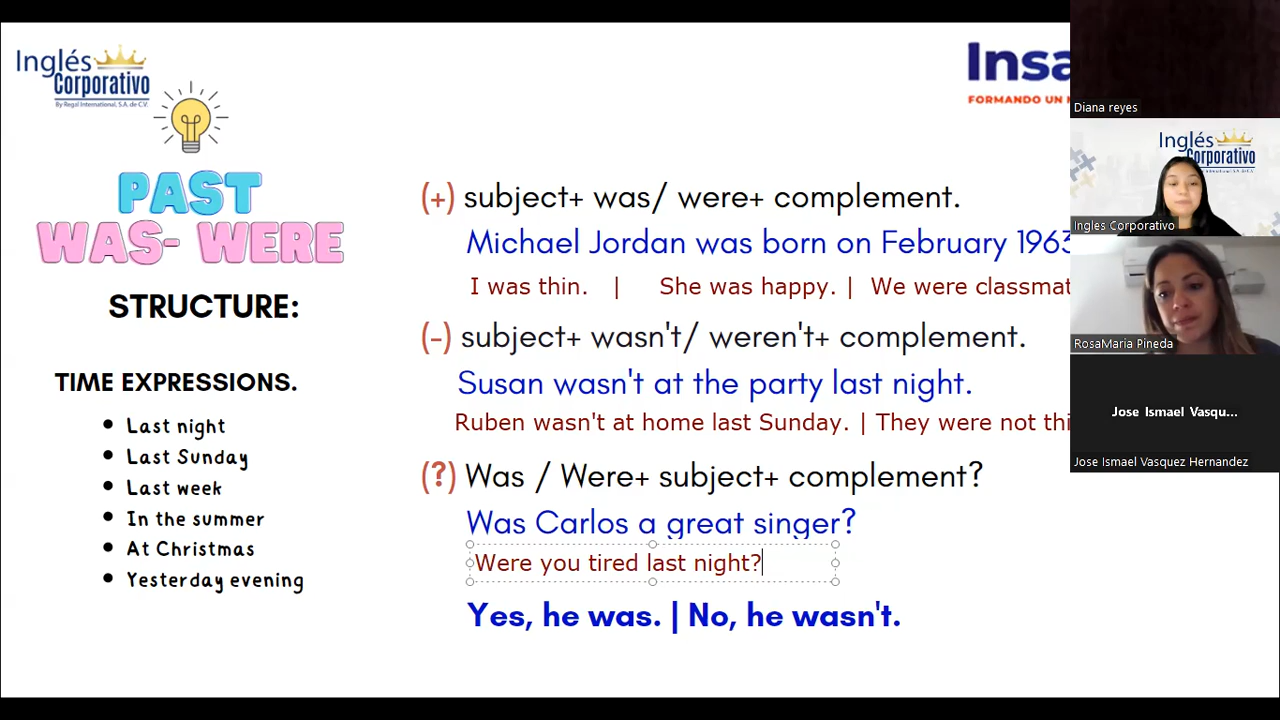 Inglés
Corporativo
By Regal International, S.A. de C.V.
Insa
FORMANDO UN
PAST
WAS- WERE
STRUCTURE:
TIME EXPRESSIONS.
Last night
Last Sunday
Last week
In the summer
At Christmas
Yesterday evening
(+) subject+ was/ were+ complement.
Michael Jordan was born on February 1963
I was thin. | She was happy. | We were classmat
(-) subject+ wasn't/ weren't+ complement.
Susan wasn't at the party last night.
Ruben wasn't at home last Sunday. | They were not thi
(?) Was / Were+ subject+ complement?
Was Carlos a great singer?
Were you tired last night?
Yes, he was. | No, he wasn't.
Diana reyes
Inglés
Corporativo
Ingles Corporativo
RosaMaria Pineda
Jose Ismael Vasqu...
Jose Ismael Vasquez Hernandez